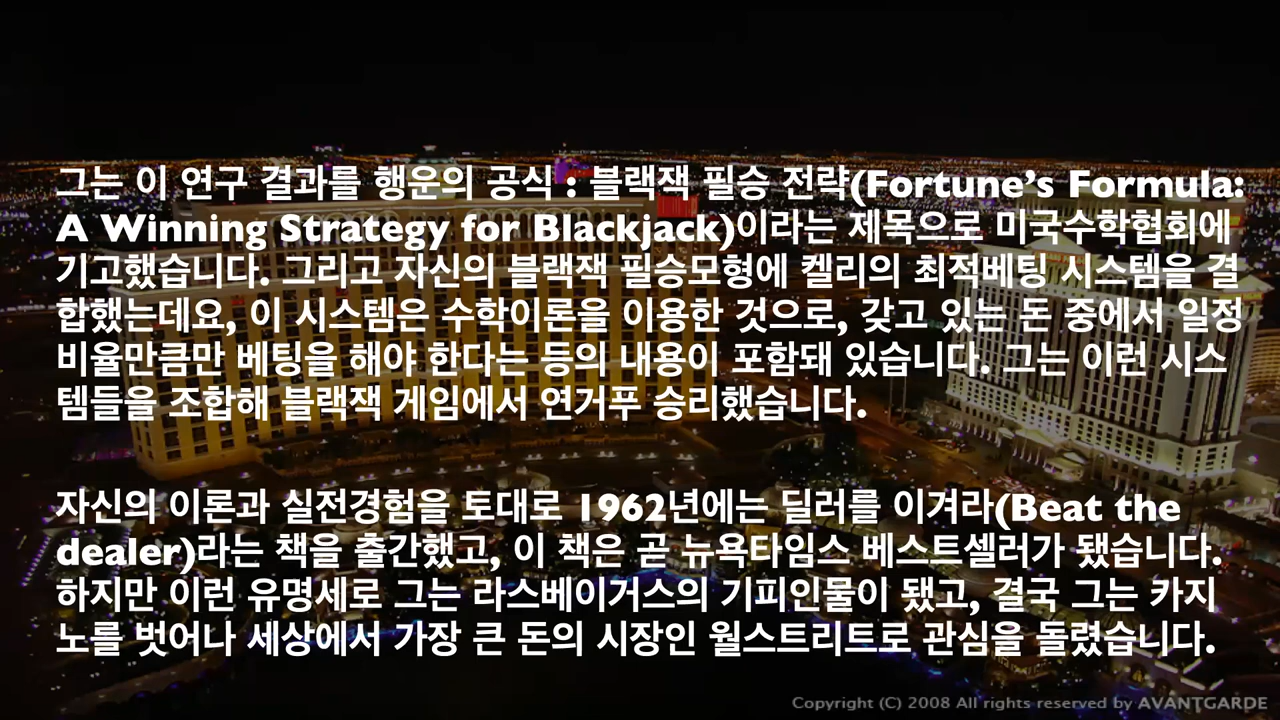 그는 이 연구 결과를 행운의 공식 : 블랙잭 필승 전략(Fortune’s Formula:
A Winning Strategy for Blackjack)이라는 제목으로 미국수학협회에
기고했습니다. 그리고 자신의 블랙잭 필승모형에 켈리의 최적베팅 시스템을 결
합했는데요, 이 시스템은 수학이론을 이용한 것으로, 갖고 있는 돈 중에서 일정
비율만큼만 베팅을 해야 한다는 등의 내용이 포함돼 있습니다. 그는 이런 시스
템들을 조합해 블랙잭 게임에서 연거푸 승리했습니다.
자신의 이론과 실전경험을 토대로 1962년에는 딜러를 이겨라(Beat the
dealer)라는 책을 출간했고, 이 책은 곧 뉴욕타임스 베스트셀러가 됐습니다.
하지만 이런 유명세로 그는 라스베이거스의 기피인물이 됐고, 결국 그는 카지
노를 벗어나 세상에서 가장 큰 돈의 시장인 월스트리트로 관심을 돌렸습니다.
Copyright (C) 2008 All rights reserved by AVANTGARDE